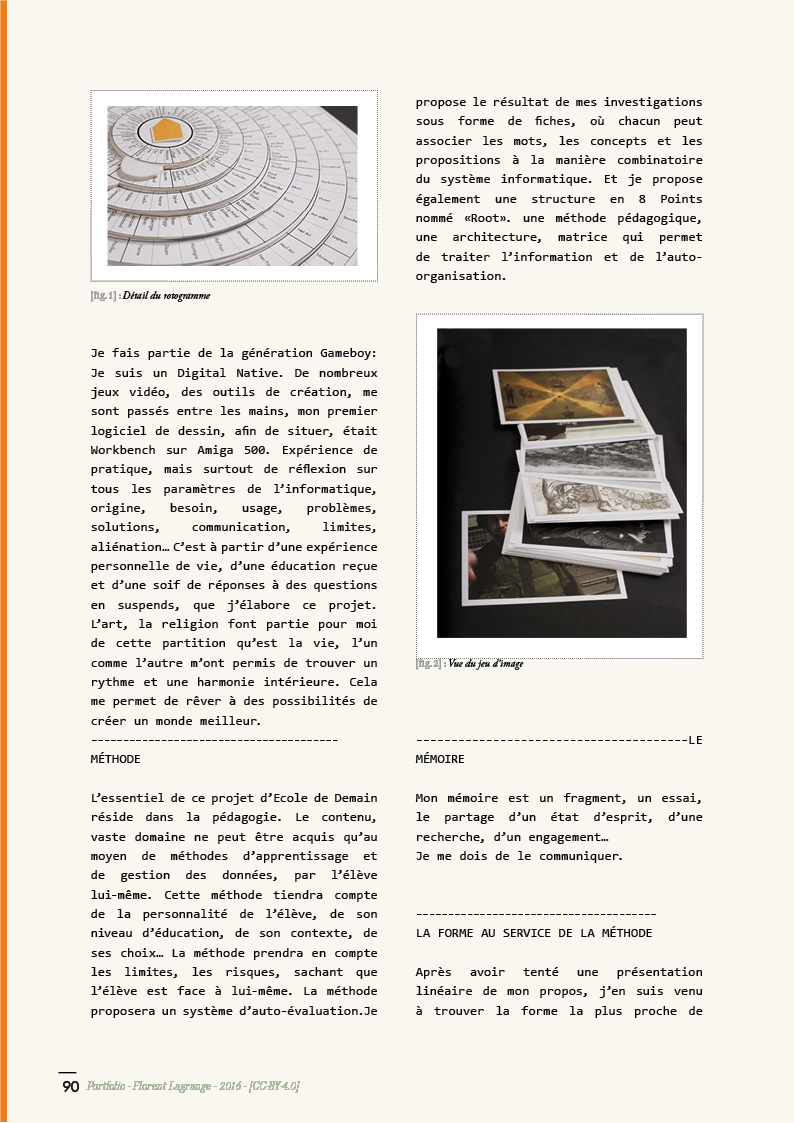 [fig.1] : Détail du rotogramme
Je fais partie de la génération Gameboy:
Je suis un Digital Native. De nombreux
jeux vidéo, des outils de création, me
sont passés entre les mains, mon premier
logiciel de dessin, afin de situer, était
Workbench sur Amiga 500. Expérience de
pratique, mais surtout de réflexion sur
tous les paramètres de l’informatique,
origine, besoin, usage, problèmes,
solutions, communication, limites,
aliénation… C’est à partir d’une expérience
personnelle de vie, d’une éducation reçue
et d’une soif de réponses à des questions
en suspends, que j’élabore ce projet.
L’art, la religion font partie pour moi
de cette partition qu’est la vie, l’un
comme l’autre m’ont permis de trouver un
rythme et une harmonie intérieure. Cela
me permet de rêver à des possibilités de
créer un monde meilleur.
--------------------------------------
MÉTHODE
L’essentiel de ce projet d’Ecole de Demain
réside dans la pédagogie. Le contenu,
vaste domaine ne peut être acquis qu’au
moyen de méthodes d’apprentissage et
de gestion des données, par l’élève
lui-même. Cette méthode tiendra compte
de la personnalité de l’élève, de son
niveau d’éducation, de son contexte, de
ses choix… La méthode prendra en compte
les limites, les risques, sachant que
l’élève est face à lui-même. La méthode
proposera un système d’auto-évaluation.Je
propose le résultat de mes investigations
sous forme de fiches, où chacun peut
associer les mots, les concepts et les
propositions à la manière combinatoire
du système informatique. Et je propose
également une structure en 8 Points
nommé «Root». une méthode pédagogique,
une architecture, matrice qui permet
de traiter l’information et de l’auto-
organisation.
[fig.2] : Vue du jeu d’image
--------------------------------------LE
MÉMOIRE
Mon mémoire est un fragment, un essai,
le partage d’un état d’esprit, d’une
recherche, d’un engagement…
Je me dois de le communiquer.
--------------------------------------
LA FORME AU SERVICE DE LA MÉTHODE
Après avoir tenté une présentation
linéaire de mon propos, j’en suis venu
à trouver la forme la plus proche de
90 Portfolio - Florent Lagrange - 2016 - [CC-BY-4.0]